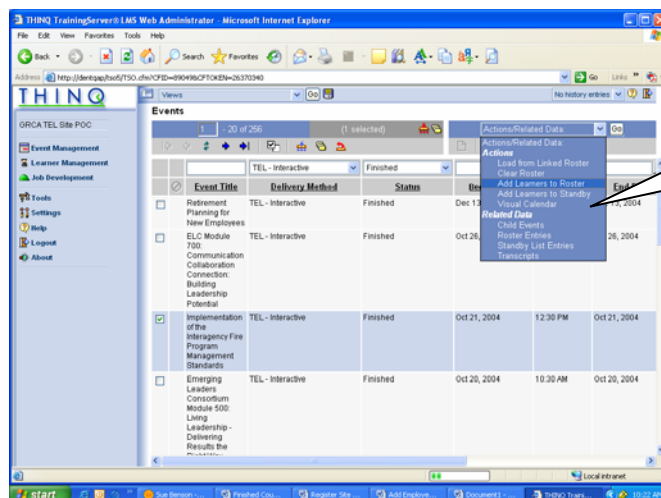 THINQ TrainingServer® LMS Web Administrator - Microsoft Internet Explorer
File Edit View Favorites Tools Help
Back Search Favorites
Address http://dentqap/tso5/TSO.cfm?CFID=89049&CFTOKEN=26370340 Go Links
THINQ Views Go No history entries
GRCA TEL Site POC
Event Management
Learner Management
Job Development
Tools
Settings
Help
Logout
About
Events
1 - 20 of 256 (1 selected) Actions/Related Data: Go
Actions/Related Data:
Actions
Load from Linked Roster
Clear Roster
Add Learners to Roster
Add Learners to Standby
Visual Calendar
Related Data
Child Events
Roster Entries
Standby List Entries
Transcripts
TEL - Interactive Finished
Event Title Delivery Method Status
Retirement Planning for New Employees TEL - Interactive Finished Dec 13 13, 2004
ELC Module 700: Communication Collaboration Connection: Building Leadership Potential TEL - Interactive Finished Oct 26, 26, 2004
Implementation of the Interagency Fire Program Management Standards TEL - Interactive Finished Oct 21, 2004 12:30 PM Oct 21, 2004
Emerging Leaders Consortium Module 500: Living Leadership - Delivering Results the TEL - Interactive Finished Oct 20, 2004 10:30 AM Oct 20, 2004
Local intranet
start Sue Benson -... Finished Cou... Register Site ... Add Employe... Document1 - ... THINQ Traini... 10:22